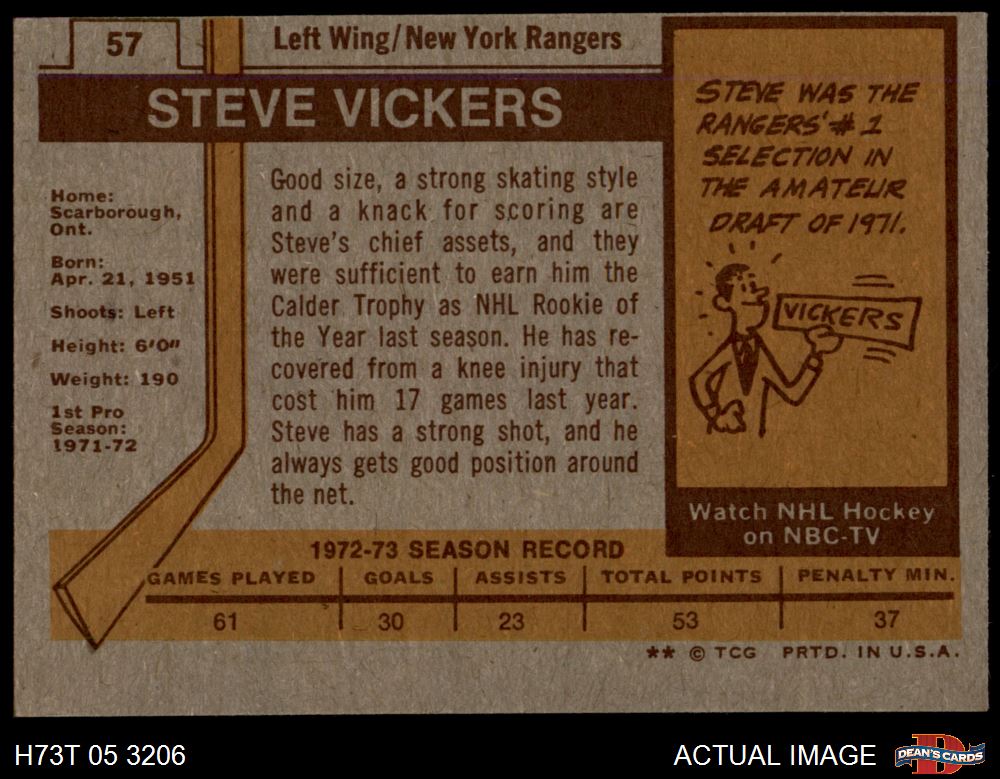 57
Left Wing/New York Rangers
STEVE VICKERS
Home:
Scarborough,
Ont.
Born:
Apr. 21, 1951
Shoots: Left
Height: 6'0"
Weight: 190
1st Pro
Season:
1971-72
Good size, a strong skating style
and a knack for scoring are
Steve's chief assets, and they
were sufficient to earn him the
Calder Trophy as NHL Rookie of
the Year last season. He has re-
covered from a knee injury that
cost him 17 games last year.
Steve has a strong shot, and he
always gets good position around
the net.
STEVE WAS THE
RANGERS' # 1
SELECTION IN
THE AMATEUR
DRAFT OF 1971.
VICKERS
Watch NHL Hockey
on NBC-TV
1972-73 SEASON RECORD
GAMES PLAYED GOALS ASSISTS TOTAL POINTS PENALTY MIN.
61 30 23 53 37
** © TCG PRTD. IN U.S.A.
H73T 05 3206 ACTUAL IMAGE DEAN'S CARDS